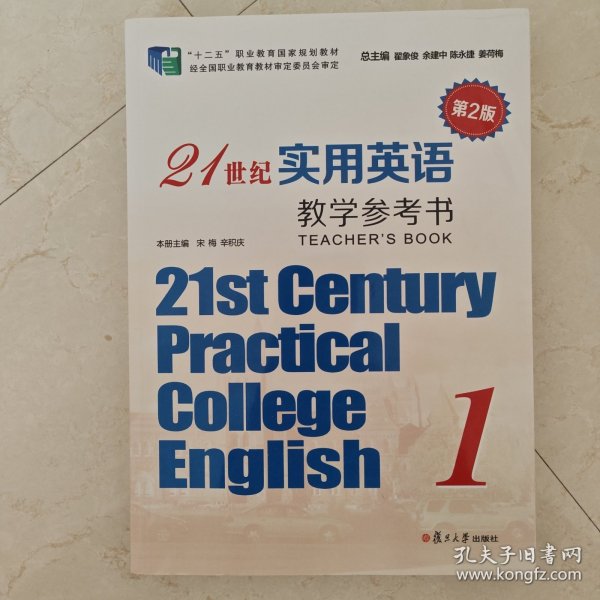 “十二五”职业教育国家规划教材
经全国职业教育教材审定委员会审定
总主编 翟象俊 余建中 陈永捷 姜荷梅
第2版
21世纪 实用英语
教学参考书
TEACHER'S BOOK
本册主编 宋 梅 辛积庆
21st Century
Practical
College
English
1
复旦大学出版社
孔夫子旧书网
www.kongfz.com